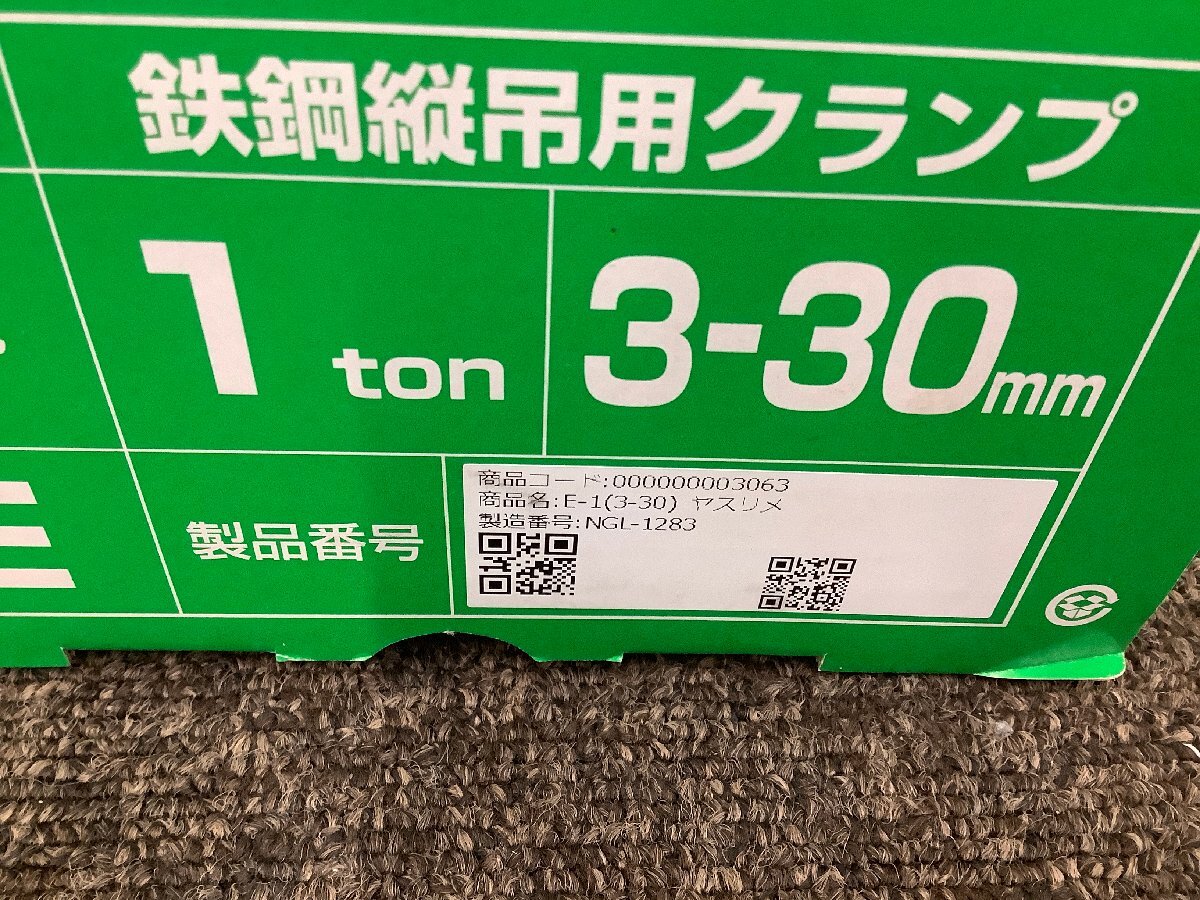 鉄鋼縦吊用クランプ
1 ton
3-30mm
製品番号
商品コード:000000003063
商品名:E-1(3-30) ヤスリメ
製造番号:NGL-1283